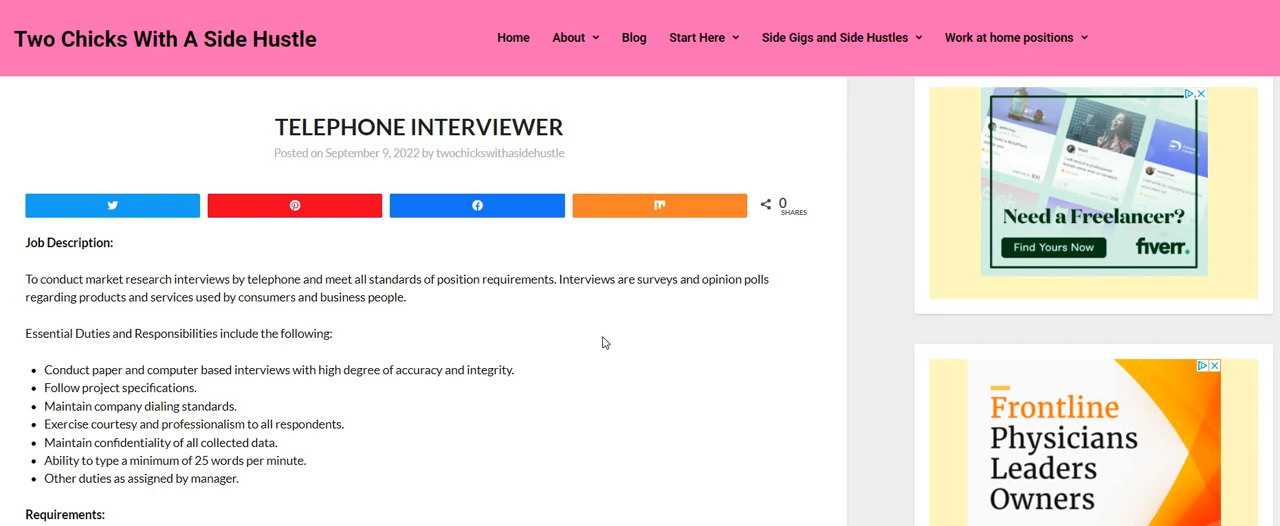 Two Chicks With A Side Hustle
Home About Blog Start Here Side Gigs and Side Hustles Work at home positions
TELEPHONE INTERVIEWER
Posted on September 9, 2022 by twochickswithasidehustle
0
SHARES
Job Description:
To conduct market research interviews by telephone and meet all standards of position requirements. Interviews are surveys and opinion polls
regarding products and services used by consumers and business people.
Essential Duties and Responsibilities include the following:
• Conduct paper and computer based interviews with high degree of accuracy and integrity.
• Follow project specifications.
• Maintain company dialing standards.
• Exercise courtesy and professionalism to all respondents.
• Maintain confidentiality of all collected data.
• Ability to type a minimum of 25 words per minute.
• Other duties as assigned by manager.
Requirements:
Need a Freelancer?
Find Yours Now
fiverr.
Frontline
Physicians
Leaders
Owners